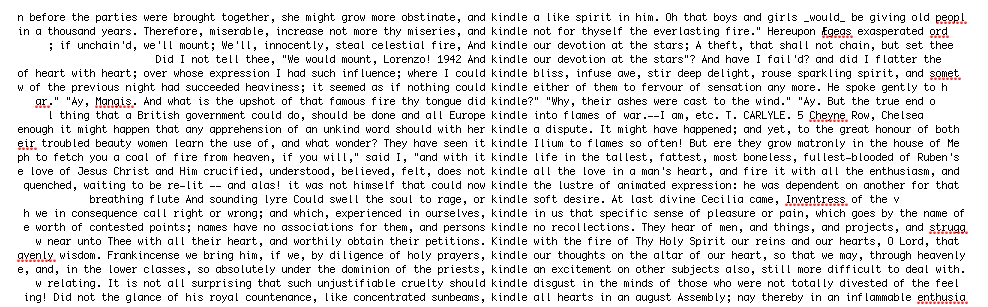 n before the parties were brought together, she might grow more obstinate, and kindle a like spirit in him. Oh that boys and girls _would_ be giving old peopl
in a thousand years. Therefore, miserable, increase not more thy miseries, and kindle not for thyself the everlasting fire." Hereupon Ægeas exasperated ord
; if unchain'd, we'll mount; We'll, innocently, steal celestial fire, And kindle our devotion at the stars; A theft, that shall not chain, but set thee
Did I not tell thee, "We would mount, Lorenzo! 1942 And kindle our devotion at the stars"? And have I fail'd? and did I flatter the
of heart with heart; over whose expression I had such influence; where I could kindle bliss, infuse awe, stir deep delight, rouse sparkling spirit, and somet
w of the previous night had succeeded heaviness; it seemed as if nothing could kindle either of them to fervour of sensation any more. He spoke gently to h
ar." "Ay, Mangis. And what is the upshot of that famous fire thy tongue did kindle?" "Why, their ashes were cast to the wind." "Ay. But the true end o
l thing that a British government could do, should be done and all Europe kindle into flames of war.--I am, etc. T. CARLYLE. 5 Cheyne Row, Chelsea
enough it might happen that any apprehension of an unkind word should with her kindle a dispute. It might have happened; and yet, to the great honour of both
eir troubled beauty women learn the use of, and what wonder? They have seen it kindle Ilium to flames so often! But ere they grow matronly in the house of Me
ph to fetch you a coal of fire from heaven, if you will," said I, "and with it kindle life in the tallest, fattest, most boneless, fullest-blooded of Ruben's
e love of Jesus Christ and Him crucified, understood, believed, felt, does not kindle all the love in a man's heart, and fire it with all the enthusiasm, and
quenched, waiting to be re-lit -- and alas! it was not himself that could now kindle the lustre of animated expression: he was dependent on another for that
breathing flute And sounding lyre Could swell the soul to rage, or kindle soft desire. At last divine Cecilia came, Inventress of the v
h we in consequence call right or wrong; and which, experienced in ourselves, kindle in us that specific sense of pleasure or pain, which goes by the name of
e worth of contested points; names have no associations for them, and persons kindle no recollections. They hear of men, and things, and projects, and strugg
w near unto Thee with all their heart, and worthily obtain their petitions. Kindle with the fire of Thy Holy Spirit our reins and our hearts, O Lord, that
avenly wisdom. Frankincense we bring him, if we, by diligence of holy prayers, kindle our thoughts on the altar of our heart, so that we may, through heavenly
e, and, in the lower classes, so absolutely under the dominion of the priests, kindle an excitement on other subjects also, still more difficult to deal with.
w relating. It is not all surprising that such unjustifiable cruelty should kindle disgust in the minds of those who were not totally divested of the feel
ing! Did not the glance of his royal countenance, like concentrated sunbeams, kindle all hearts in an august Assembly; nay thereby in an inflammable enthusia